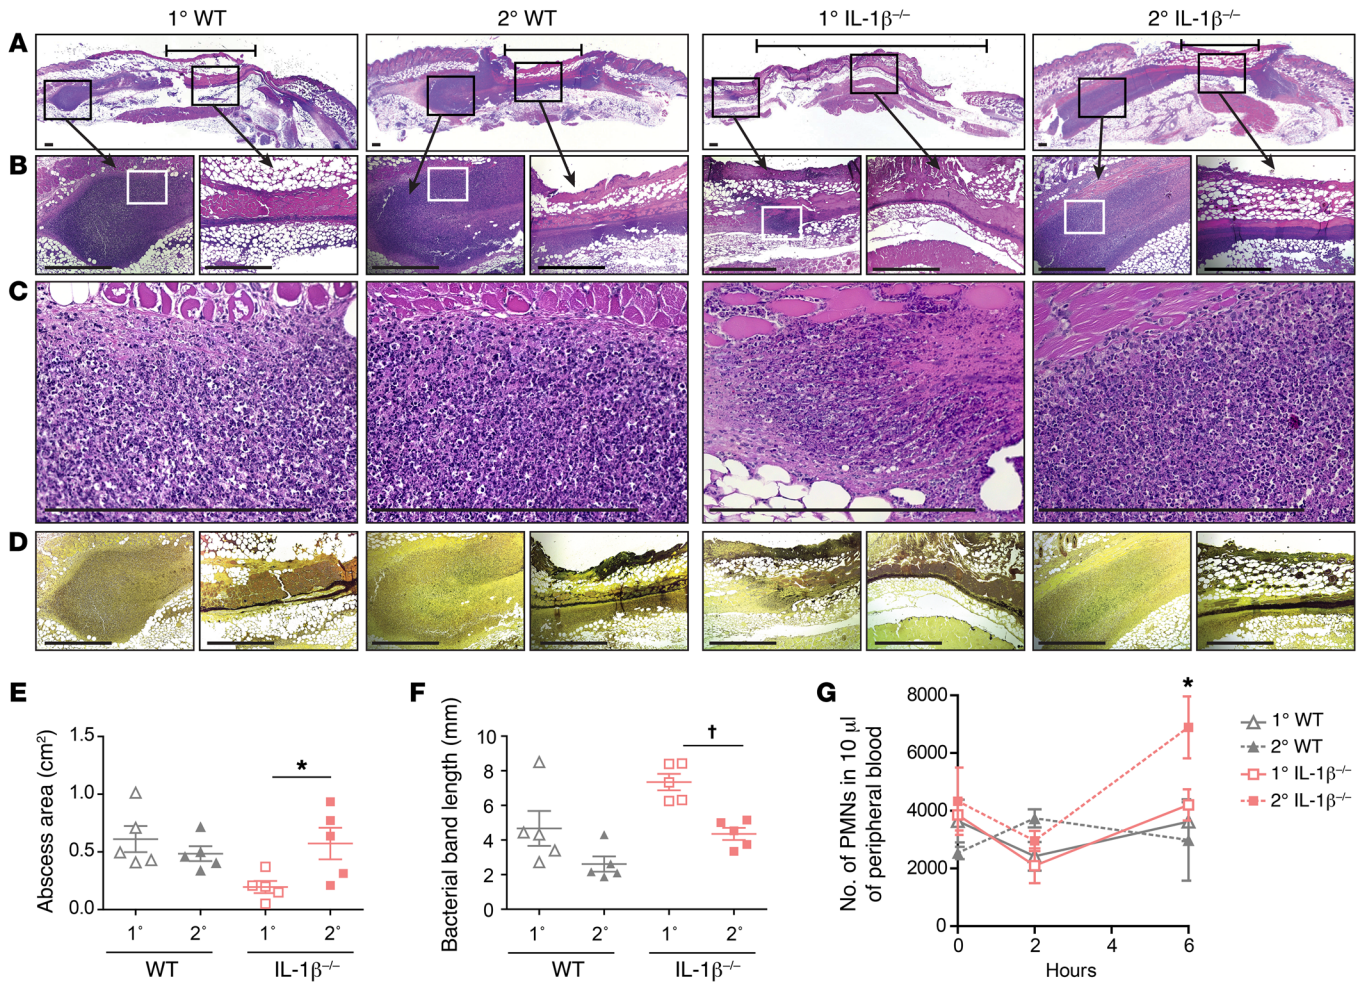 1° WT
2° WT
1° IL-1β–/–
2° IL-1β–/–
A
B
C
D
E
Abscess area (cm2)
1.5
1.0
0.5
0.0
*
1°
2°
1°
2°
WT
IL-1β–/–
F
Bacterial band length (mm)
10
8
6
4
2
0
†
1°
2°
1°
2°
WT
IL-1β–/–
G
No. of PMNs in 10 μl
of peripheral blood
8000
6000
4000
2000
0
*
0
2
4
6
Hours
1° WT
2° WT
1° IL-1β–/–
2° IL-1β–/–